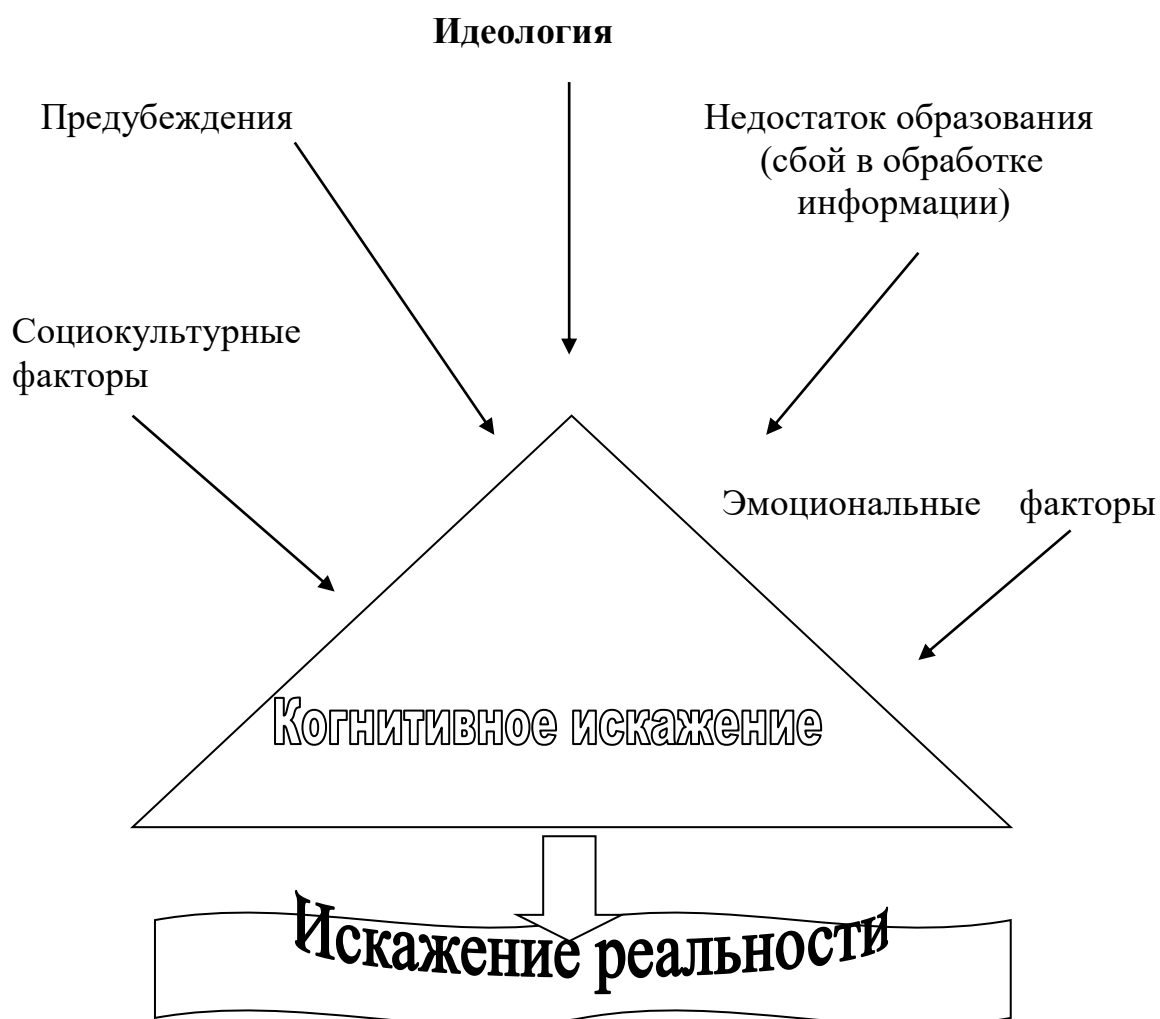 Идеология
Предубеждения
Недостаток образования
(сбой в обработке
информации)
Социокультурные
факторы
Эмоциональные факторы
Когнитивное искажение
Искажение реальности